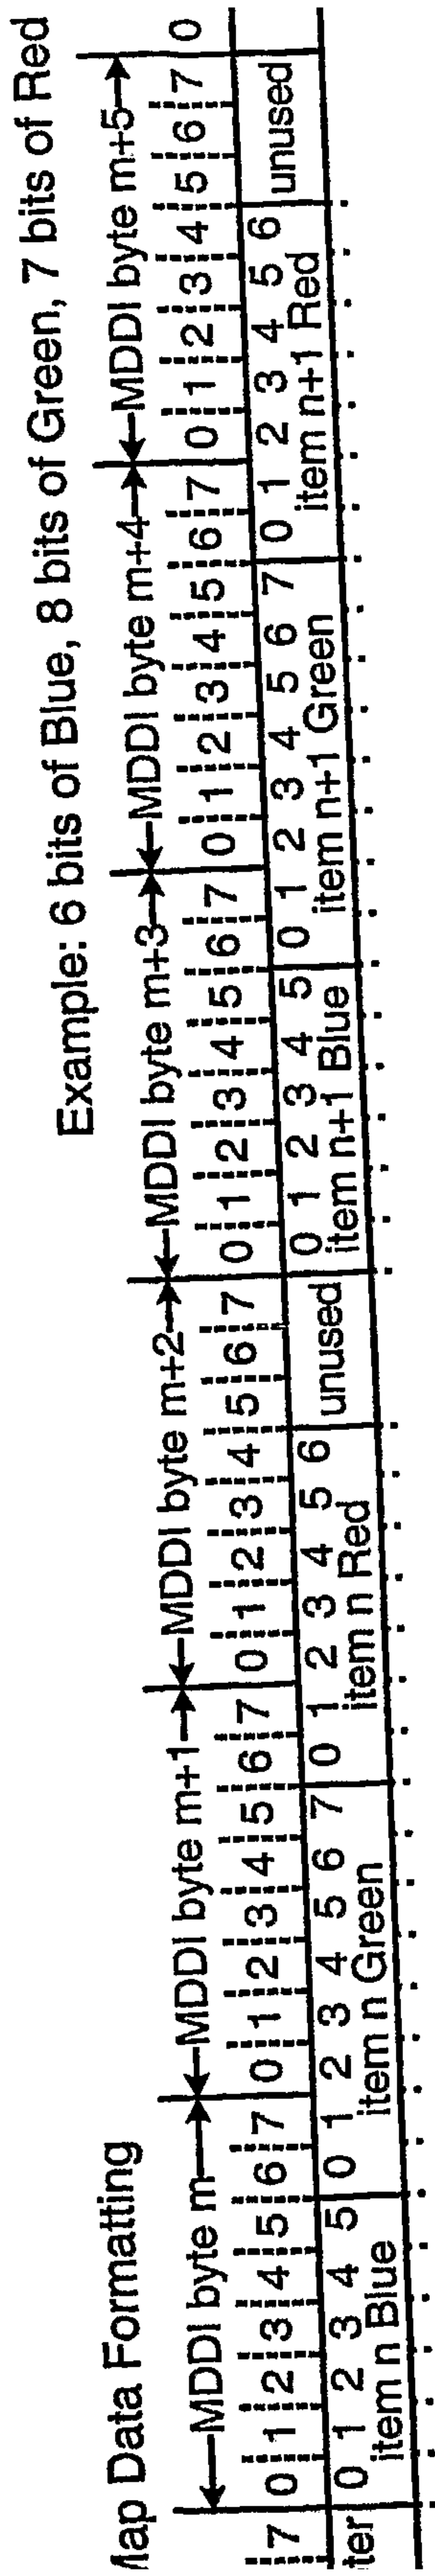 Map Data Formatting
Example: 6 bits of Blue, 8 bits of Green, 7 bits of Red
MDDI byte m MDDI byte m+1 MDDI byte m+2 MDDI byte m+3 MDDI byte m+4 MDDI byte m+5
7 0 1 2 3 4 5 6 7 0 1 2 3 4 5 6 7 0 1 2 3 4 5 6 7 0 1 2 3 4 5 6 7 0 1 2 3 4 5 6 7 0 1 2 3 4 5 6 7 0
ter 0 1 2 3 4 5 0 1 2 3 4 5 6 7 0 1 2 3 4 5 6 unused 0 1 2 3 4 5 0 1 2 3 4 5 6 7 0 1 2 3 4 5 6 unused
item n Blue item n Green item n Red item n+1 Blue item n+1 Green item n+1 Red